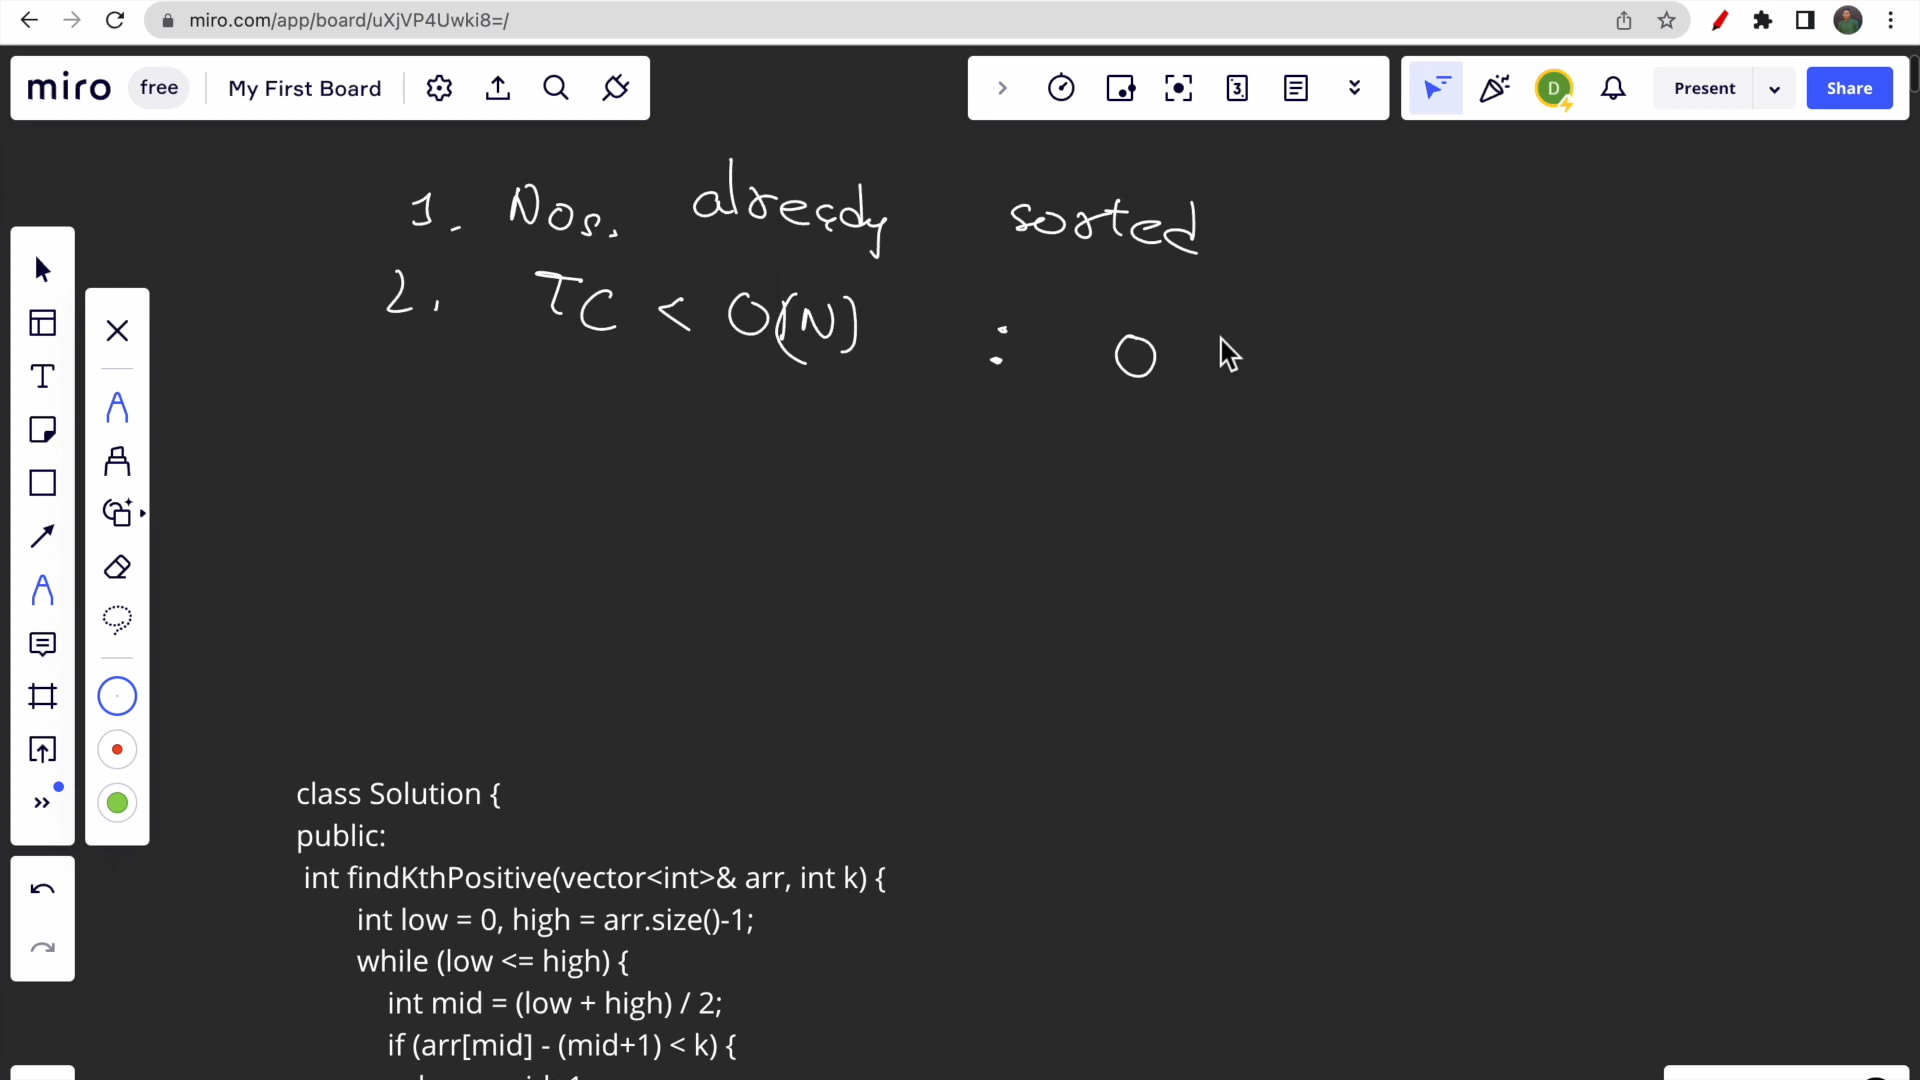 miro.com/app/board/uXjVP4Uwki8=/
miro free My First Board
3 D Present Share
1. Nos. already sorted
2. TC < O(N) : O
class Solution {
public:
int findKthPositive(vector<int>& arr, int k) {
int low = 0, high = arr.size()-1;
while (low <= high) {
int mid = (low + high) / 2;
if (arr[mid] - (mid+1) < k) {